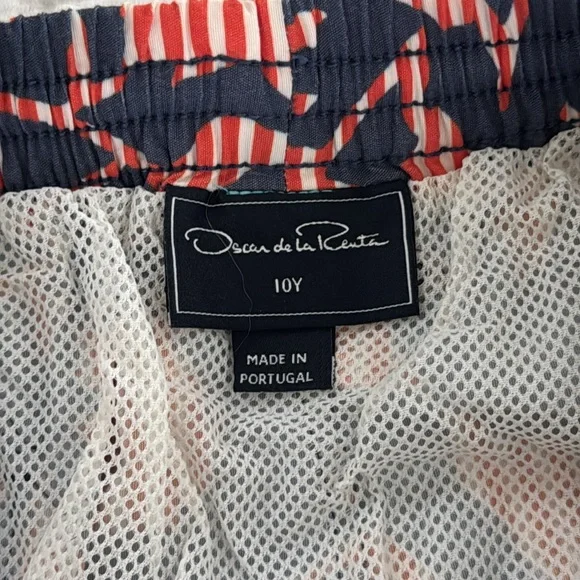 Oscar de la Renta
10Y
MADE IN
PORTUGAL